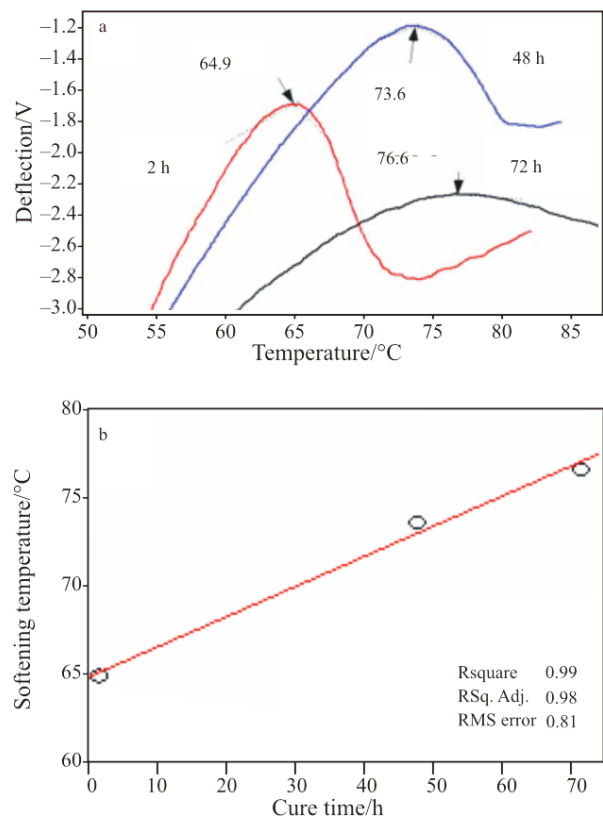 a
−1.2
−1.4
−1.6
−1.8
−2.0
−2.2
−2.4
−2.6
−2.8
−3.0
Deflection/V
64.9
73.6
48 h
2 h
76.6
72 h
50 55 60 65 70 75 80 85
Temperature/°C
b
80
75
70
65
60
Softening temperature/°C
Rsquare 0.99
RSq. Adj. 0.98
RMS error 0.81
0 10 20 30 40 50 60 70
Cure time/h